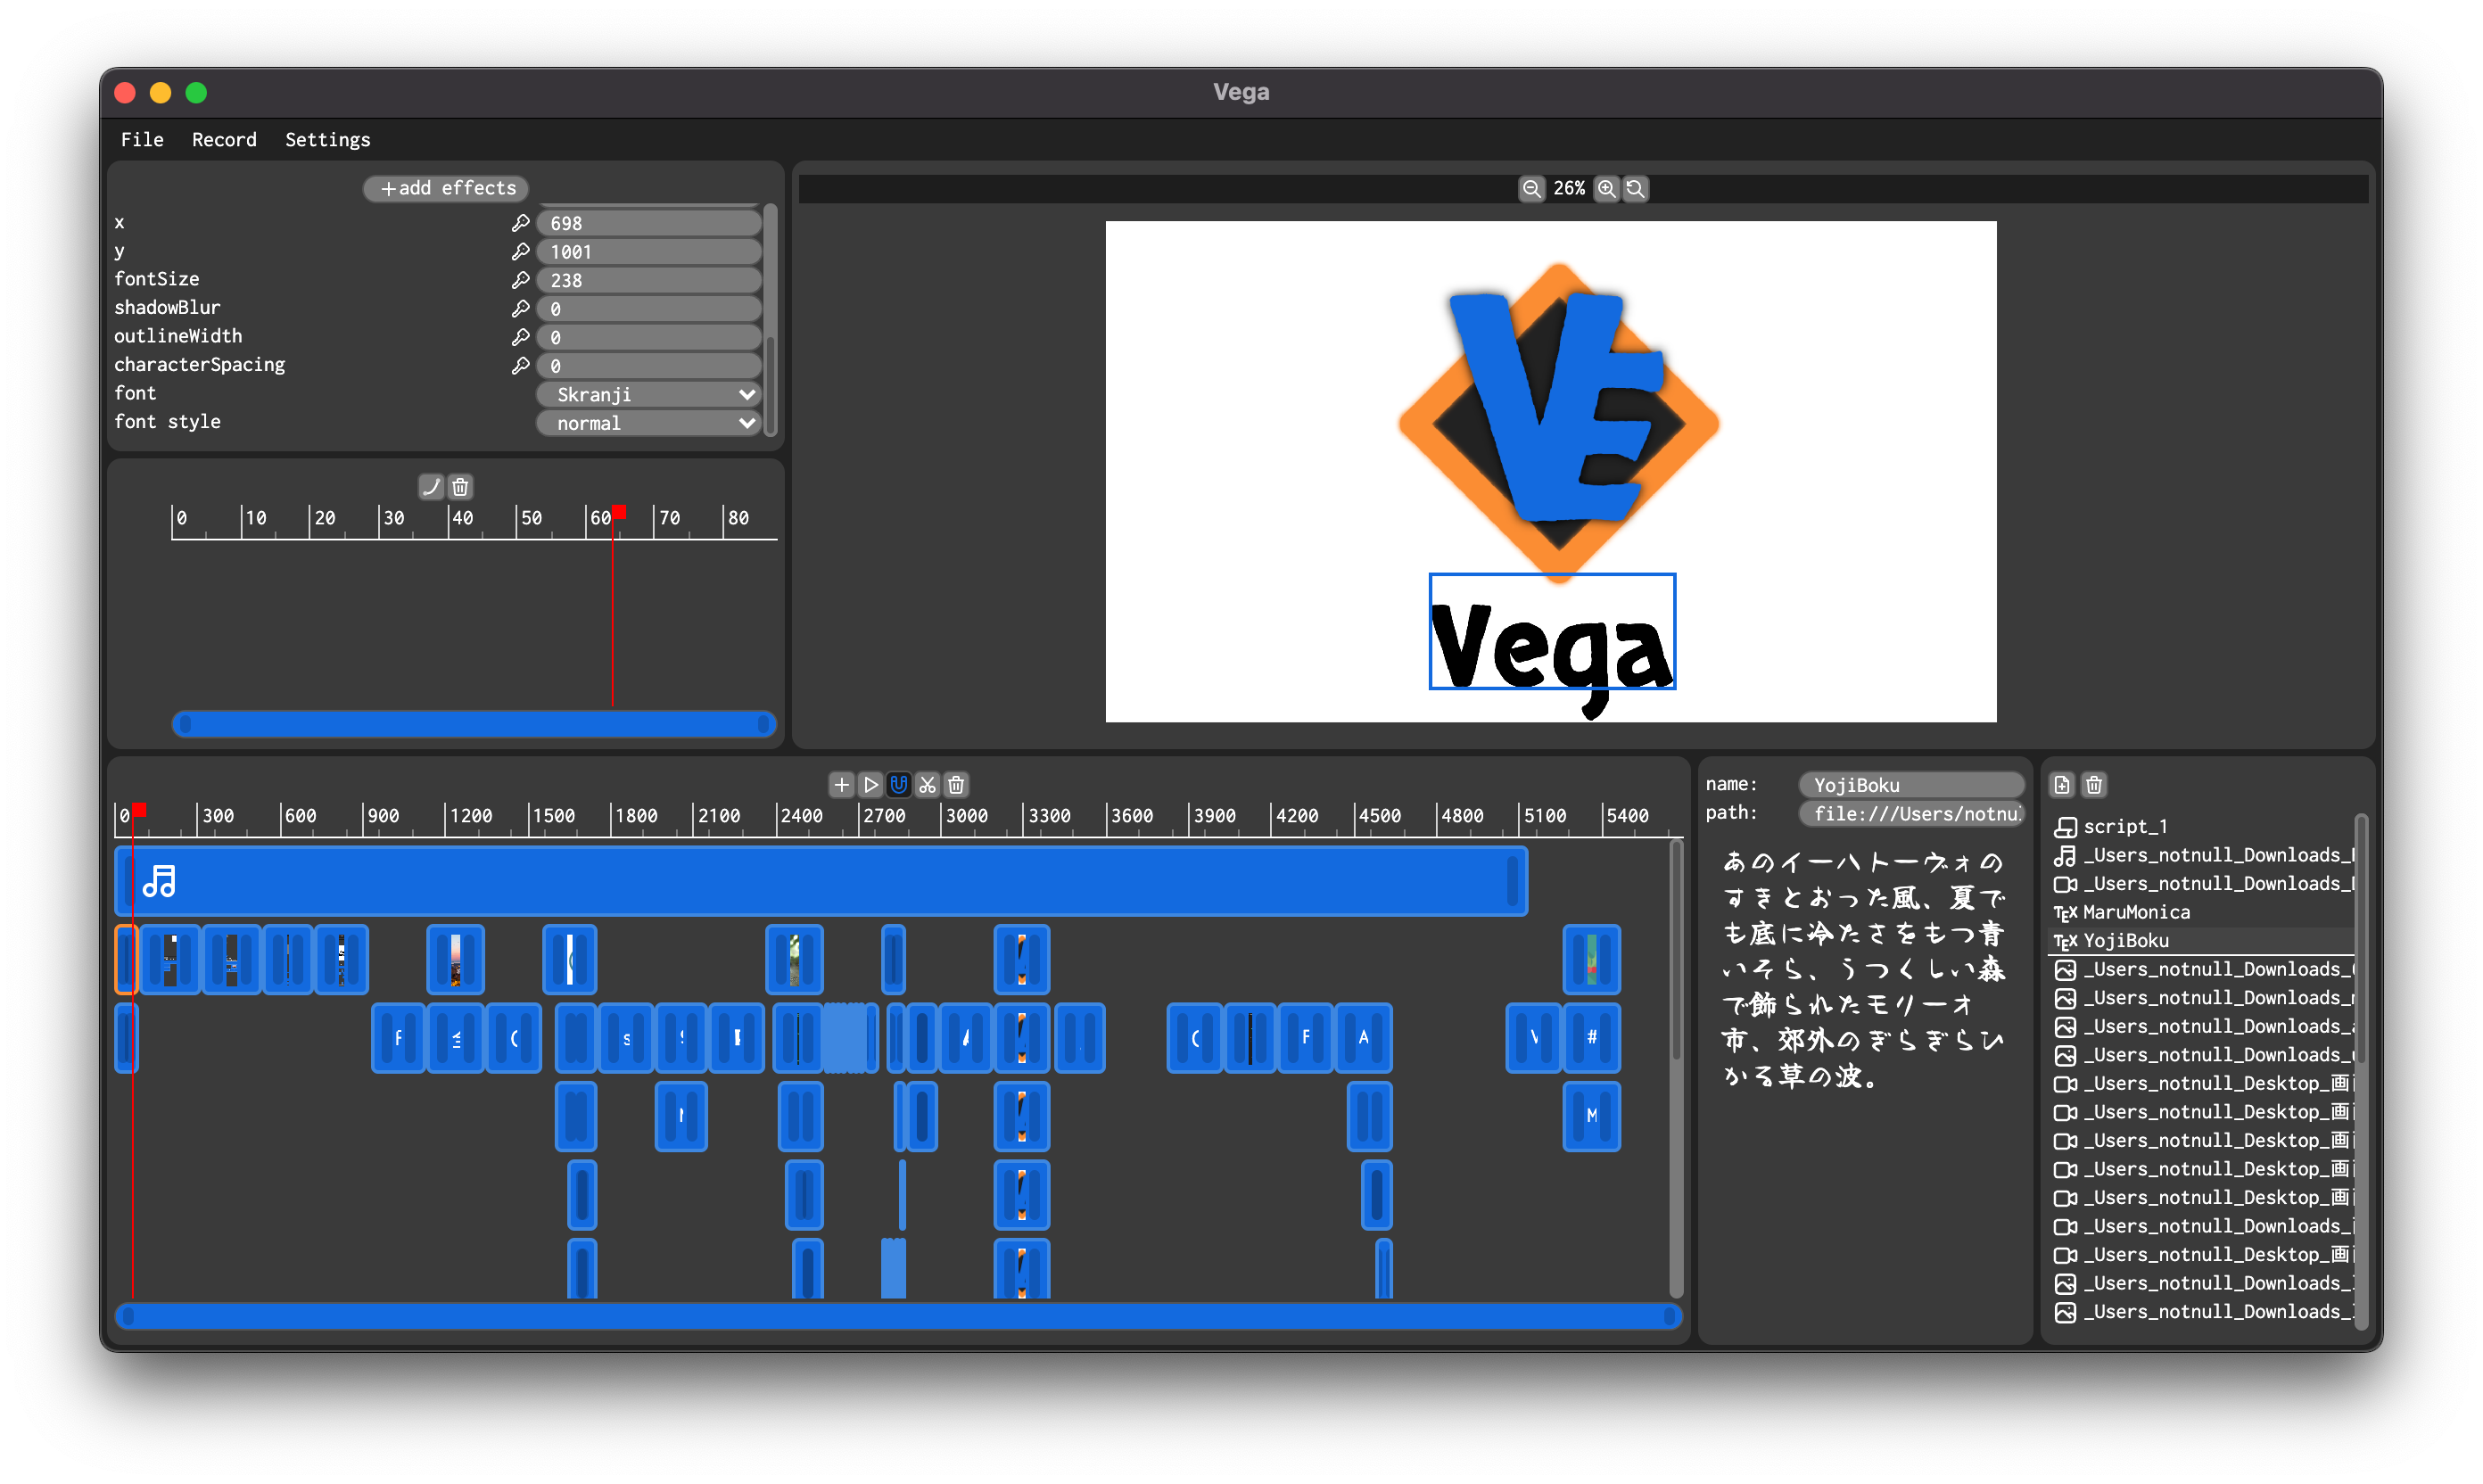 Vega
File Record Settings
+add effects
x 698
y 1001
fontSize 238
shadowBlur 0
outlineWidth 0
characterSpacing 0
font Skranji
font style normal
0 10 20 30 40 50 60 70 80
26%
VE
Vega
0 300 600 900 1200 1500 1800 2100 2400 2700 3000 3300 3600 3900 4200 4500 4800 5100 5400
F A
#
M
name: YojiBoku
path: file:///Users/notnu
あのイーハトーヴォの
すきとおった風、夏で
も底に冷たさをもつ青
いそら、うつくしい森
で飾られたモリーオ
市、郊外のぎらぎらひ
かる草の波。
script_1
_Users_notnull_Downloads_
_Users_notnull_Downloads_
TEX MaruMonica
TEX YojiBoku
_Users_notnull_Downloads_
_Users_notnull_Downloads_
_Users_notnull_Downloads_
_Users_notnull_Downloads_
_Users_notnull_Desktop_画
_Users_notnull_Desktop_画
_Users_notnull_Desktop_画
_Users_notnull_Desktop_画
_Users_notnull_Desktop_画
_Users_notnull_Downloads_
_Users_notnull_Desktop_画
_Users_notnull_Downloads_
_Users_notnull_Downloads_